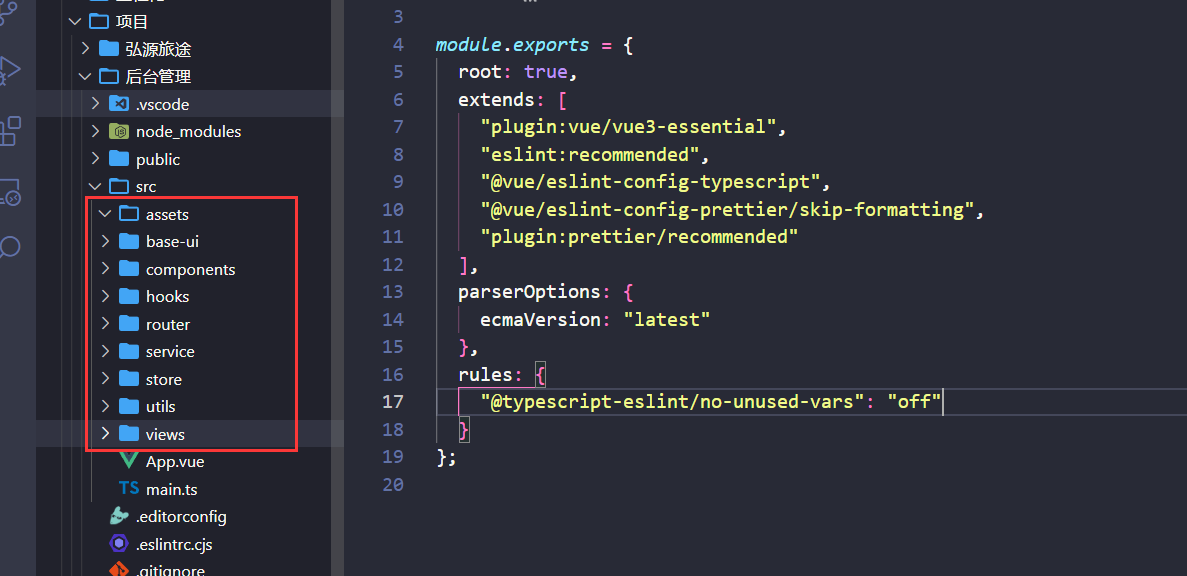 项目
弘源旅途
后台管理
.vscode
node_modules
public
src
assets
base-ui
components
hooks
router
service
store
utils
views
App.vue
TS main.ts
.editorconfig
.eslintrc.cjs
.gitignore
3
4 module.exports = {
5 root: true,
6 extends: [
7 "plugin:vue/vue3-essential",
8 "eslint:recommended",
9 "@vue/eslint-config-typescript",
10 "@vue/eslint-config-prettier/skip-formatting",
11 "plugin:prettier/recommended"
12 ],
13 parserOptions: {
14 ecmaVersion: "latest"
15 },
16 rules: {
17 "@typescript-eslint/no-unused-vars": "off"
18 }
19 };
20